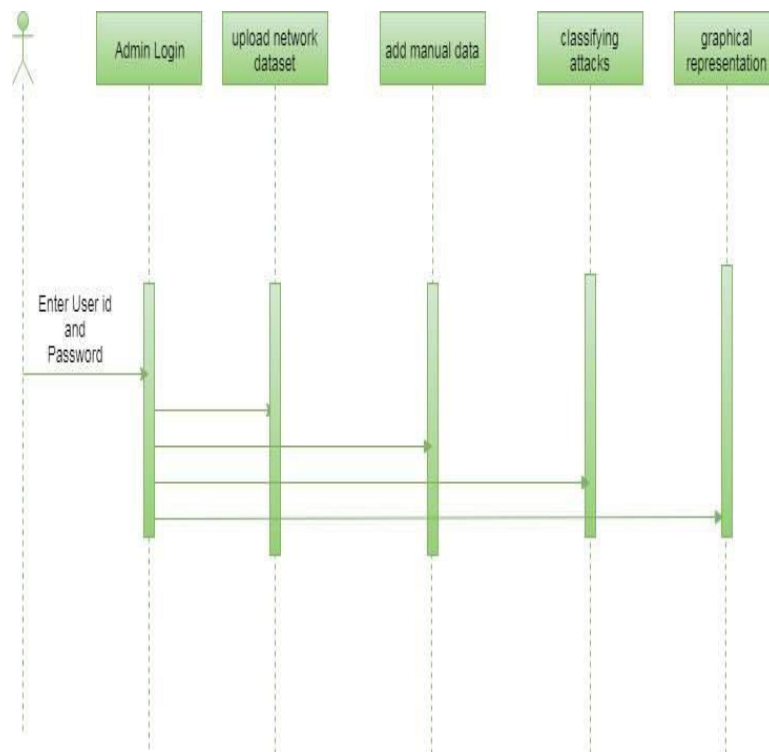 Admin Login
upload network
dataset
add manual data
classifying
attacks
graphical
representation
Enter User id
and
Password